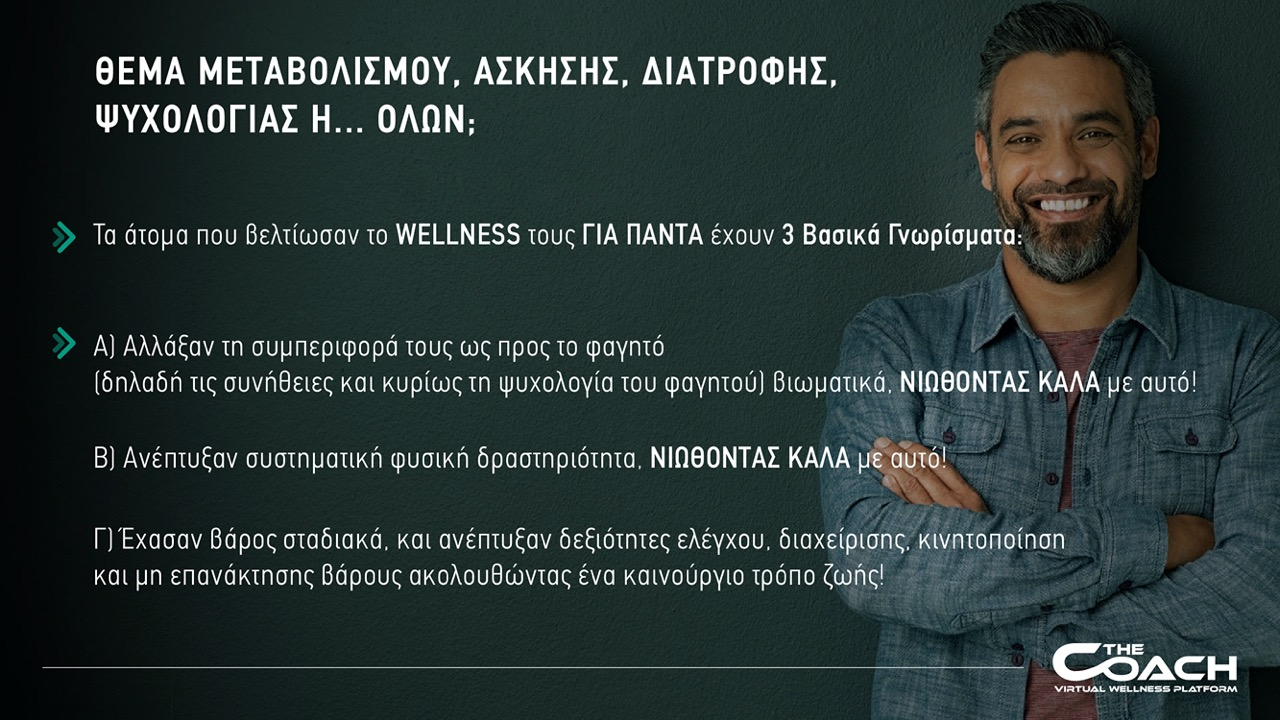 ΘΕΜΑ ΜΕΤΑΒΟΛΙΣΜΟΥ, ΑΣΚΗΣΗΣ, ΔΙΑΤΡΟΦΗΣ,
ΨΥΧΟΛΟΓΙΑΣ Η... ΟΛΩΝ;
Τα άτομα που βελτίωσαν το WELLNESS τους ΓΙΑ ΠΑΝΤΑ έχουν 3 Βασικά Γνωρίσματα:
Α) Αλλάξαν τη συμπεριφορά τους ως προς το φαγητό
(δηλαδή τις συνήθειες και κυρίως τη ψυχολογία του φαγητού) βιωματικά, ΝΙΩΘΟΝΤΑΣ ΚΑΛΑ με αυτό!
Β) Ανέπτυξαν συστηματική φυσική δραστηριότητα, ΝΙΩΘΟΝΤΑΣ ΚΑΛΑ με αυτό!
Γ) Έχασαν βάρος σταδιακά, και ανέπτυξαν δεξιότητες ελέγχου, διαχείρισης, κινητοποίηση
και μη επανάκτησης βάρους ακολουθώντας ένα καινούργιο τρόπο ζωής!
THE
COACH
VIRTUAL WELLNESS PLATFORM